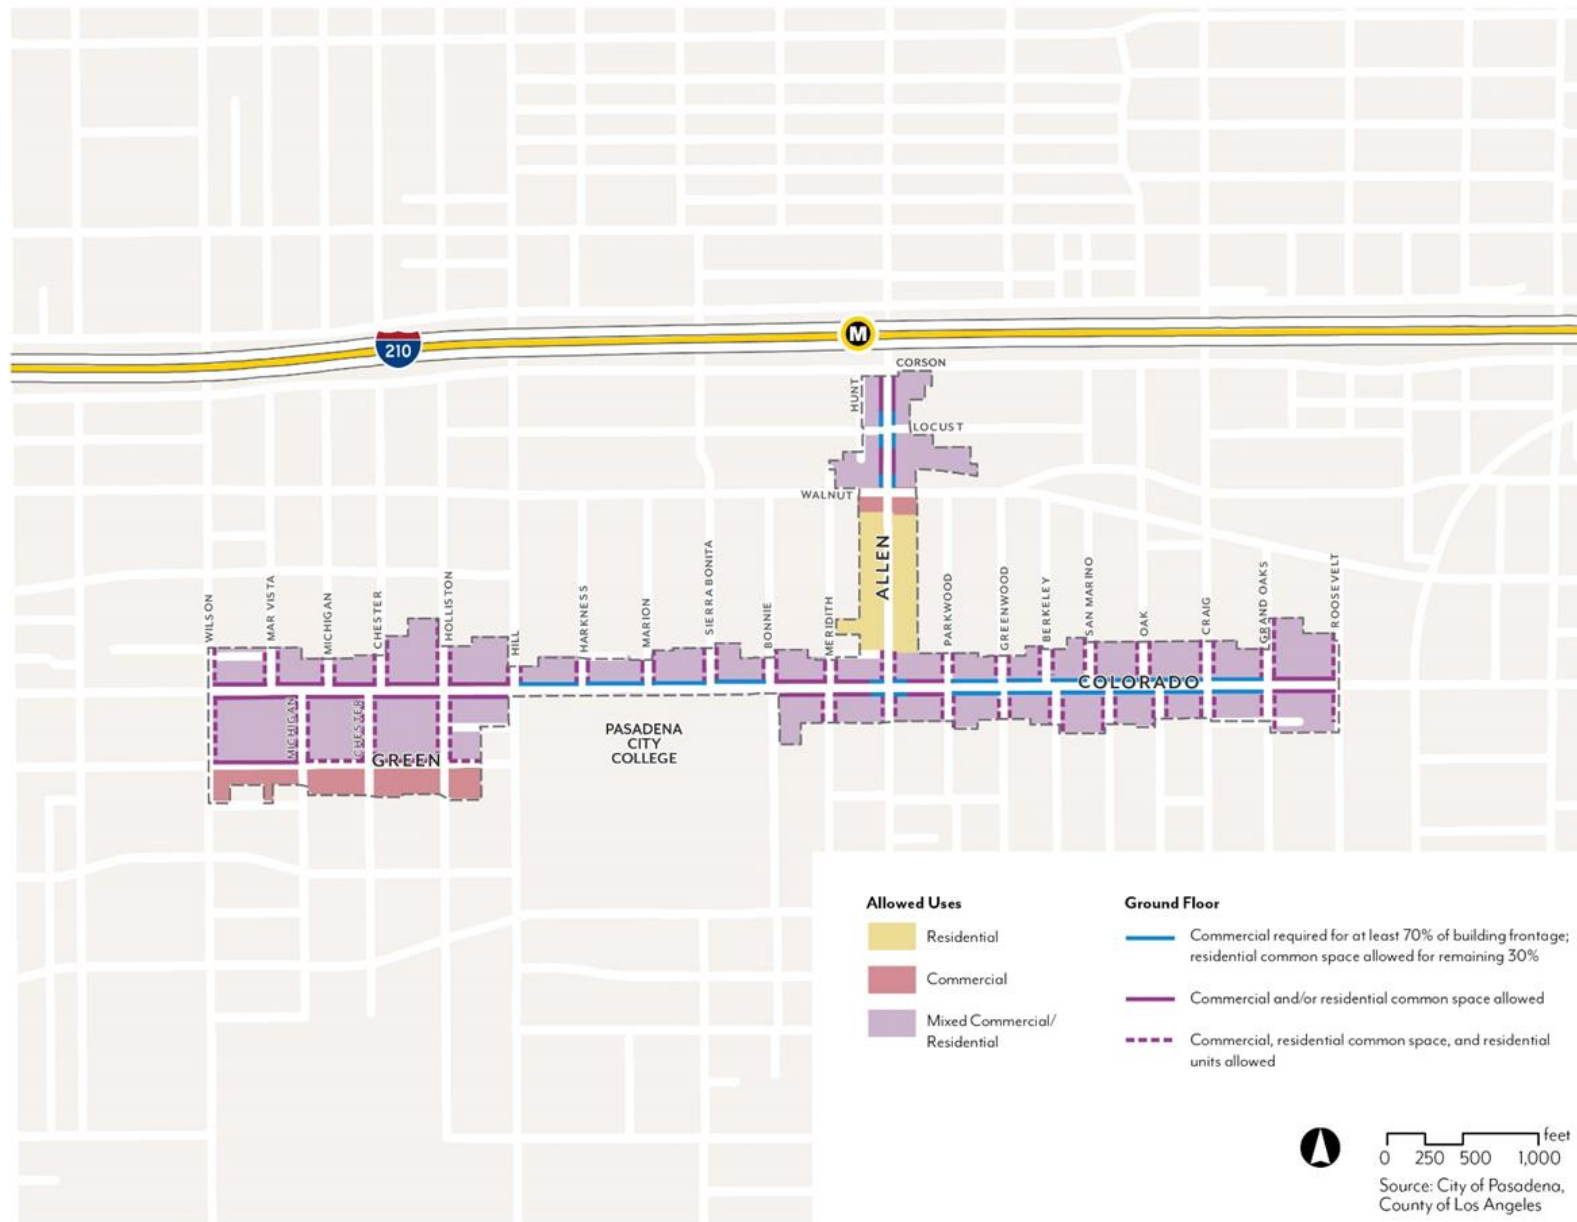 210
M
CORSON
HUNT
LOCUST
WALNUT
ALLEN
WILSON
MAR VISTA
MICHIGAN
CHESTER
HOLLISTON
HILL
HARKNESS
MARION
SIERRA BONITA
BONNIE
MERIDITH
PARKWOOD
GREENWOOD
BERKELEY
SAN MARINO
OAK
CRAIG
GRAND OAKS
ROOSEVELT
COLORADO
MICHIGAN
CHESTER
GREEN
PASADENA
CITY
COLLEGE
Allowed Uses
Residential
Commercial
Mixed Commercial/
Residential
Ground Floor
Commercial required for at least 70% of building frontage;
residential common space allowed for remaining 30%
Commercial and/or residential common space allowed
Commercial, residential common space, and residential
units allowed
feet
0 250 500 1,000
Source: City of Pasadena,
County of Los Angeles